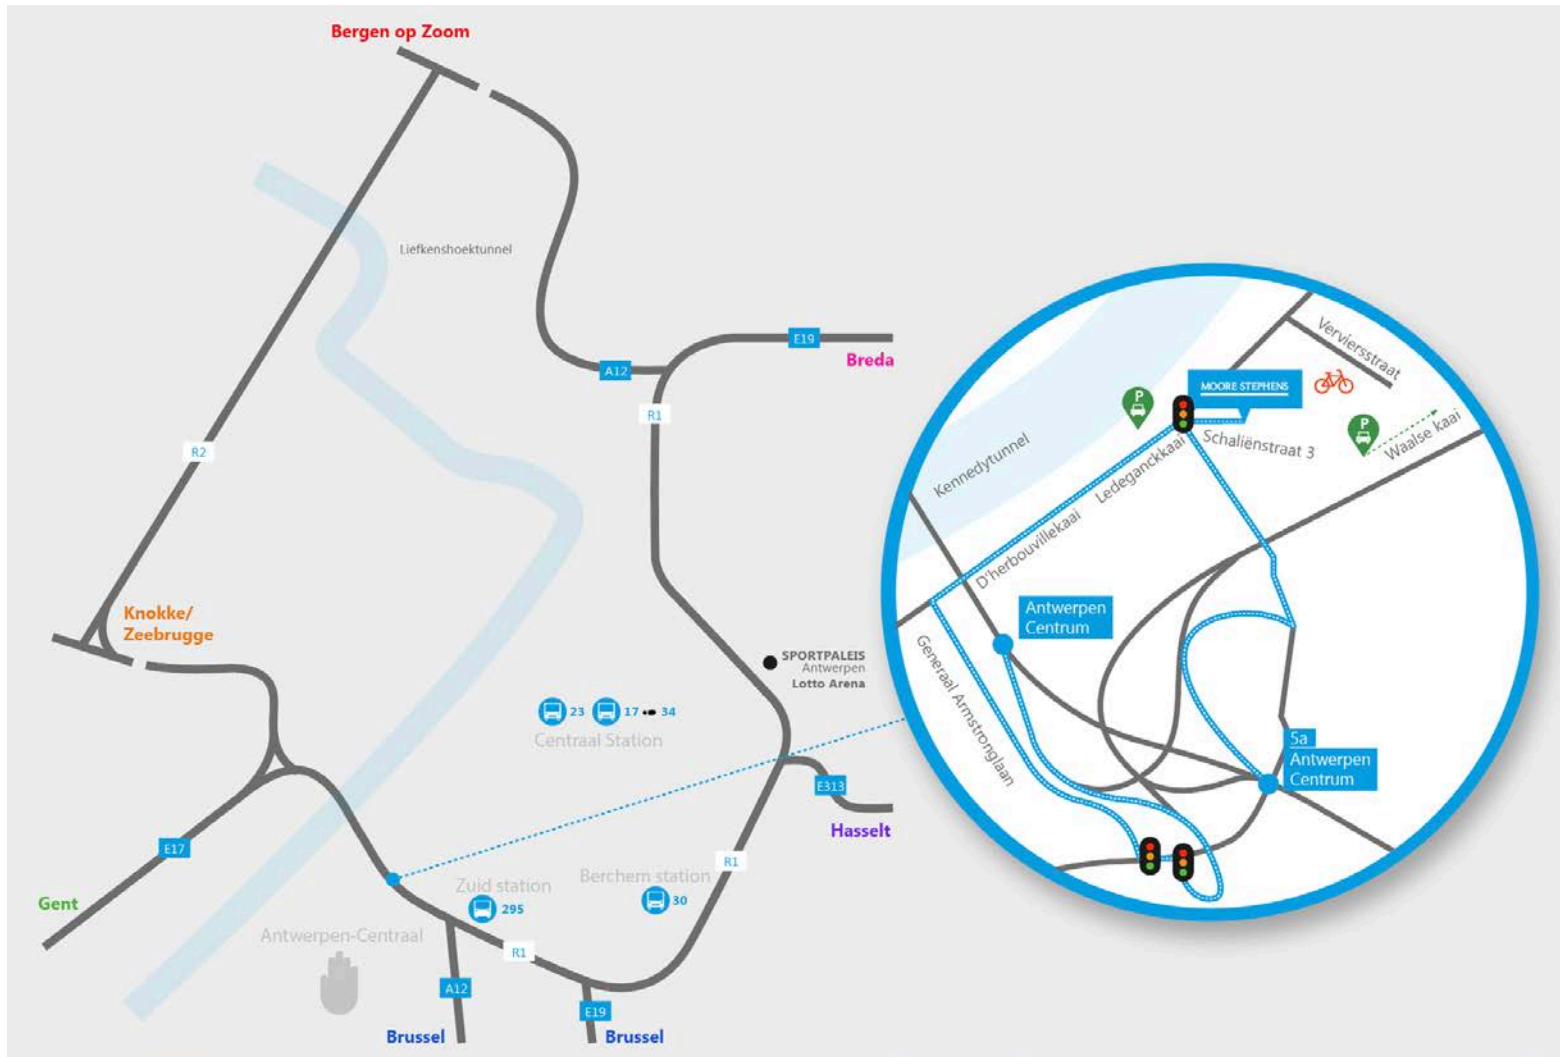 Bergen op Zoom
Liefkenshoektunnel
E19
Breda
A12
R1
R2
Knokke/
Zeebrugge
SPORTPALEIS
Antwerpen
Lotto Arena
23
17
34
Centraal Station
E313
Hasselt
E17
Gent
R1
Berchem station
30
Zuid station
295
Antwerpen-Centraal
R1
A12
E19
Brussel
Brussel
Verviersstraat
MOORE STEPHENS
P
P
Waalse kaai
Schaliënstraat 3
Ledeganckkaai
Kennedytunnel
D'herbouvillekaai
Antwerpen
Centrum
Generaal Armstronglaan
5a
Antwerpen
Centrum